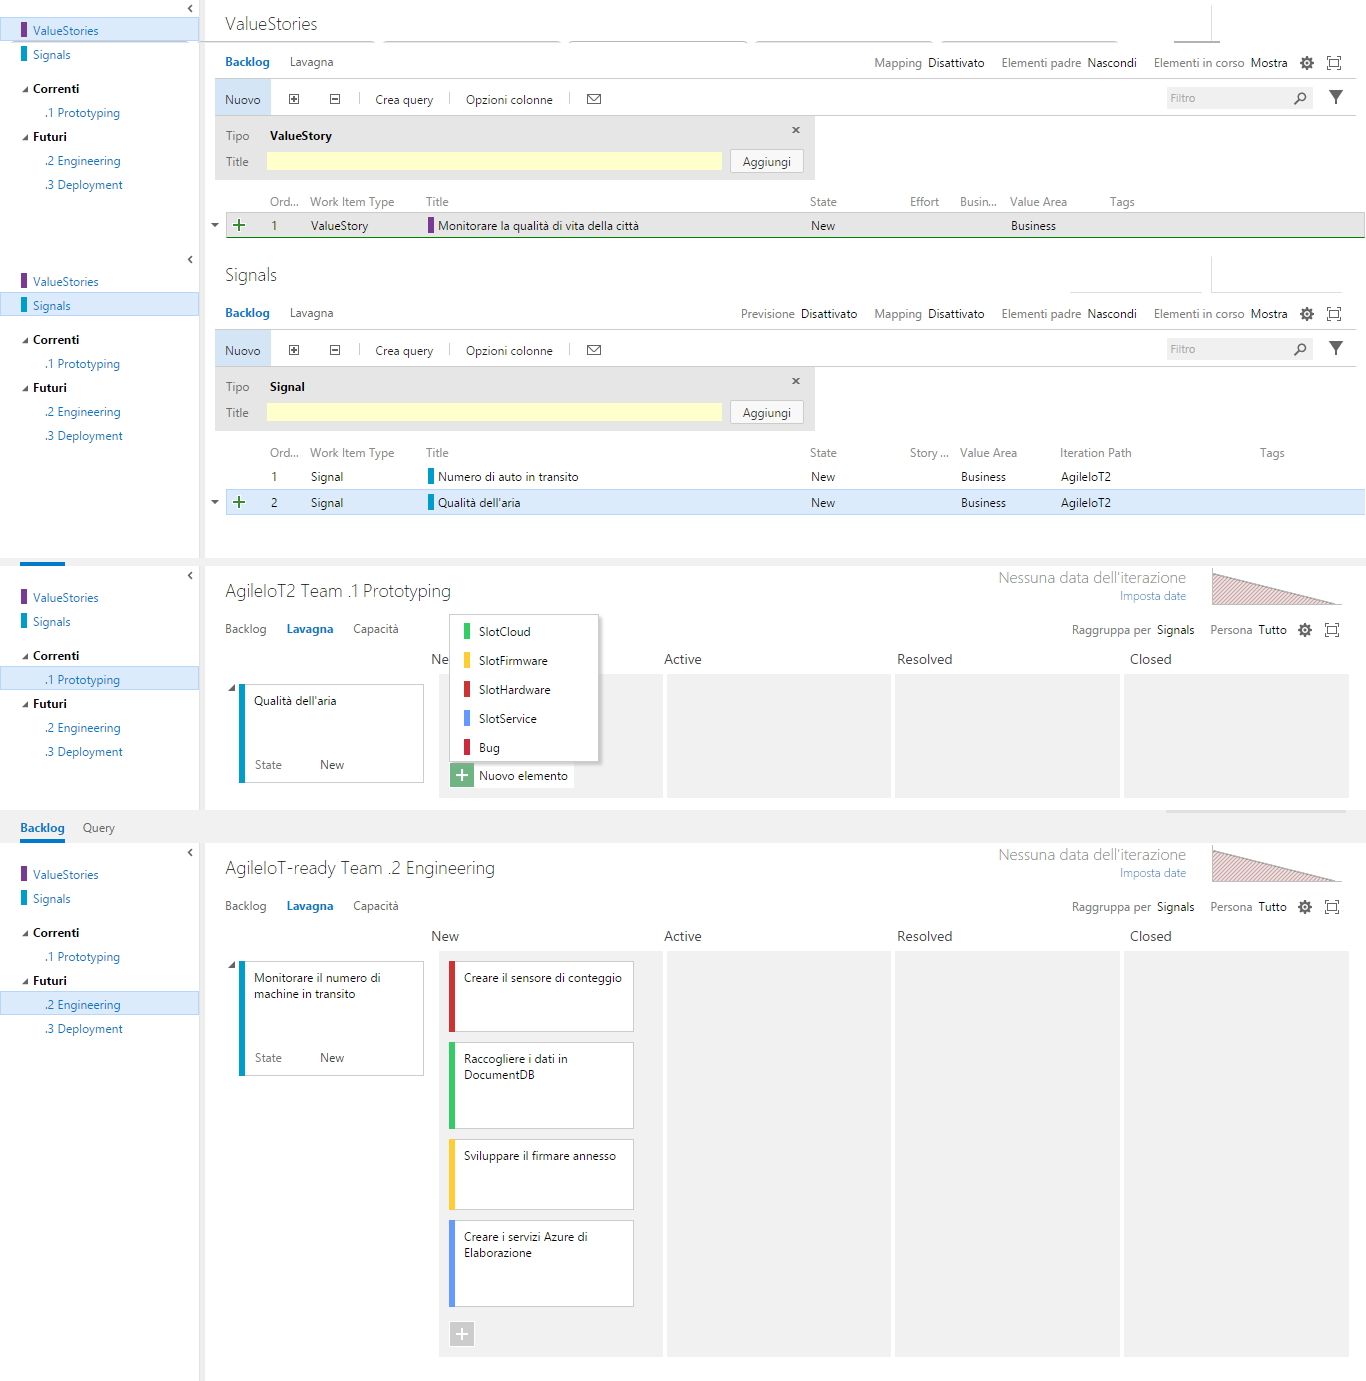 ValueStories
Signals
Correnti
.1 Prototyping
Futuri
.2 Engineering
.3 Deployment
ValueStories
Backlog Lavagna
Mapping Disattivato Elementi padre Nascondi Elementi in corso Mostra
Nuovo Crea query Opzioni colonne Filtro
Tipo ValueStory x
Title Aggiungi
Ord... Work Item Type Title State Effort Busin... Value Area Tags
1 ValueStory Monitorare la qualità di vita della città New Business
ValueStories
Signals
Correnti
.1 Prototyping
Futuri
.2 Engineering
.3 Deployment
Signals
Backlog Lavagna
Previsione Disattivato Mapping Disattivato Elementi padre Nascondi Elementi in corso Mostra
Nuovo Crea query Opzioni colonne Filtro
Tipo Signal x
Title Aggiungi
Ord... Work Item Type Title State Story ... Value Area Iteration Path Tags
1 Signal Numero di auto in transito New Business AgileIoT2
2 Signal Qualità dell'aria New Business AgileIoT2
ValueStories
Signals
Correnti
.1 Prototyping
Futuri
.2 Engineering
.3 Deployment
AgileIoT2 Team .1 Prototyping
Nessuna data dell'iterazione
Imposta date
Backlog Lavagna Capacità
Raggruppa per Signals Persona Tutto
Ne Active Resolved Closed
Qualità dell'aria
State New
SlotCloud
SlotFirmware
SlotHardware
SlotService
Bug
Nuovo elemento
Backlog Query
ValueStories
Signals
Correnti
.1 Prototyping
Futuri
.2 Engineering
.3 Deployment
AgileIoT-ready Team .2 Engineering
Nessuna data dell'iterazione
Imposta date
Backlog Lavagna Capacità
Raggruppa per Signals Persona Tutto
New Active Resolved Closed
Monitorare il numero di
machine in transito
State New
Creare il sensore di conteggio
Raccogliere i dati in
DocumentDB
Sviluppare il firmare annesso
Creare i servizi Azure di
Elaborazione